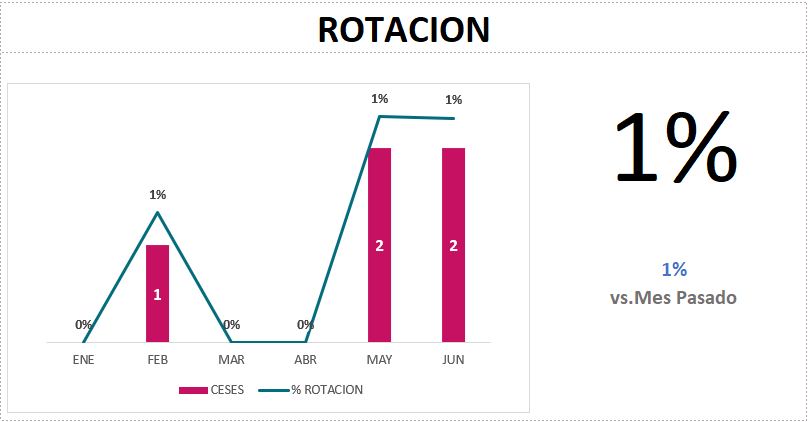 ROTACION
1% 1%
1%
1%
2 2
1
1%
vs.Mes Pasado
0% 0% 0%
ENE FEB MAR ABR MAY JUN
CESES % ROTACION